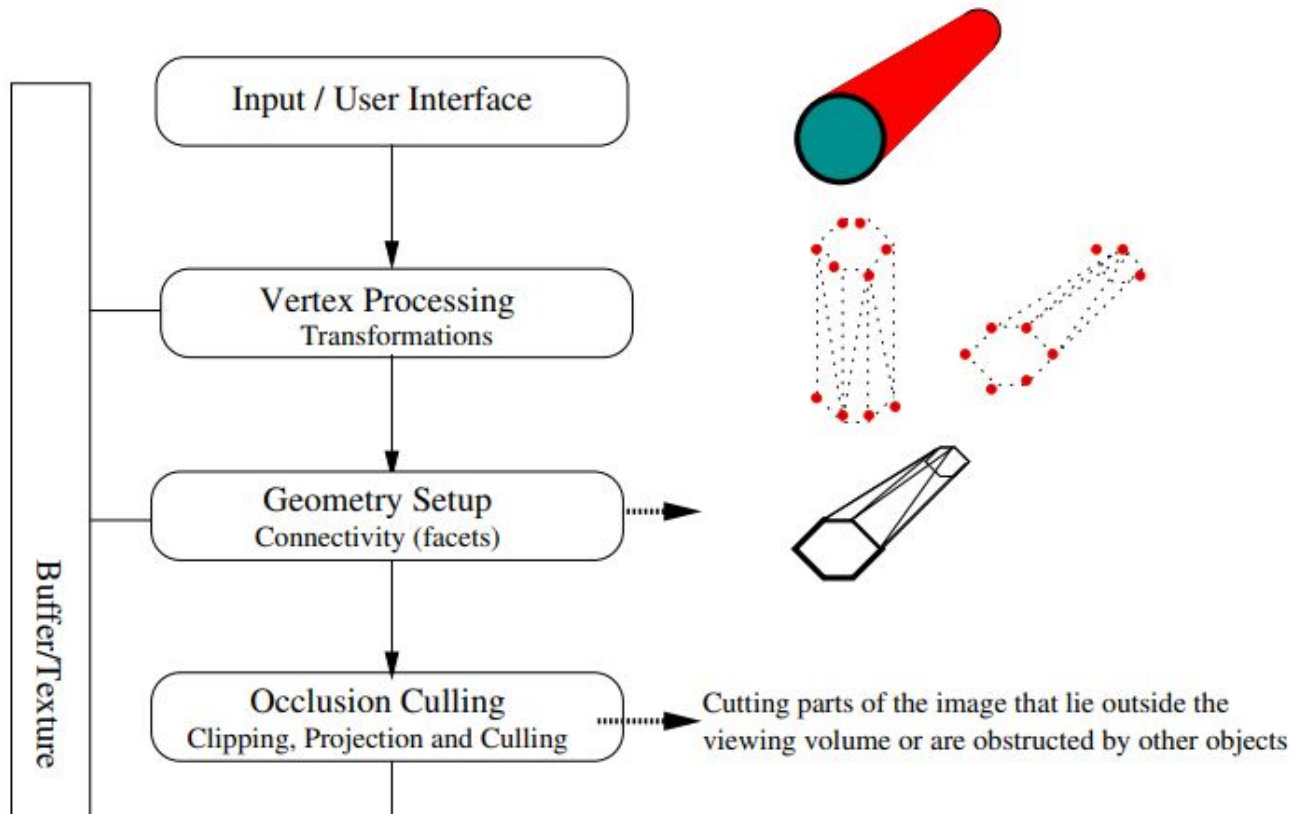 Input / User Interface
Vertex Processing
Transformations
Geometry Setup
Connectivity (facets)
Buffer/Texture
Occlusion Culling
Clipping, Projection and Culling
Cutting parts of the image that lie outside the
viewing volume or are obstructed by other objects